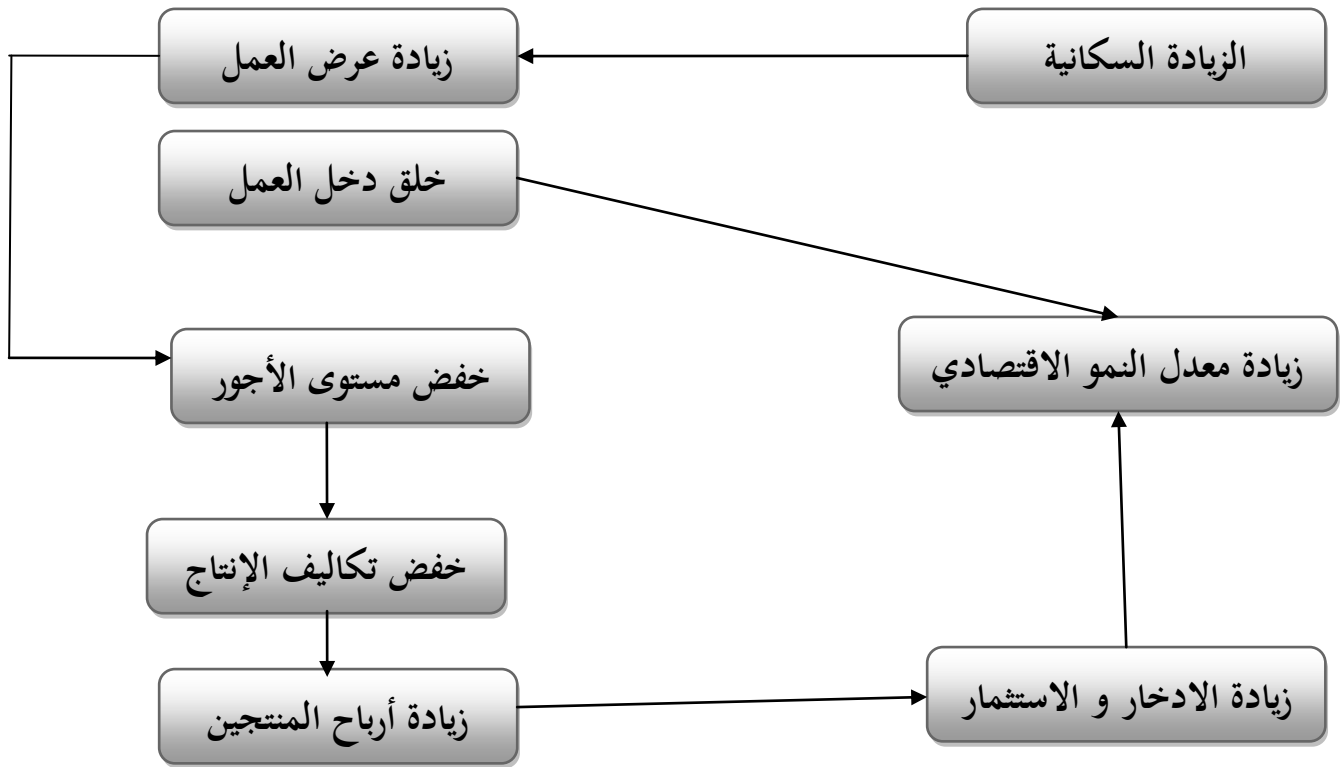 الزيادة السكانية
زيادة عرض العمل
خلق دخل العمل
زيادة معدل النمو الاقتصادي
خفض مستوى الأجور
خفض تكاليف الإنتاج
زيادة الادخار و الاستثمار
زيادة أرباح المنتجين